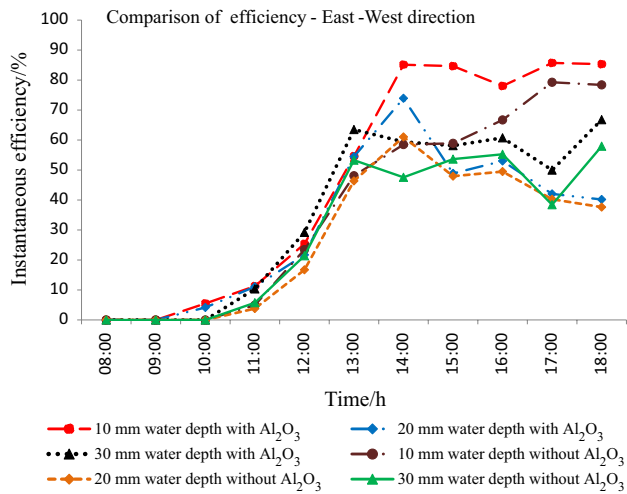 Comparison of efficiency - East -West direction
Instantaneous efficiency/%
100
90
80
70
60
50
40
30
20
10
0
08:00
09:00
10:00
11:00
12:00
13:00
14:00
15:00
16:00
17:00
18:00
Time/h
10 mm water depth with Al₂O₃
20 mm water depth with Al₂O₃
30 mm water depth with Al₂O₃
10 mm water depth without Al₂O₃
20 mm water depth without Al₂O₃
30 mm water depth without Al₂O₃